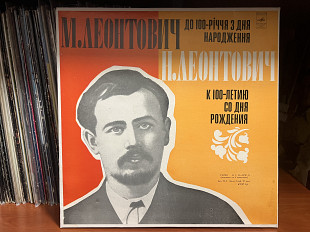 М.ЛЕОНТОВИЧ
ДО 100-РІЧЧЯ З ДНЯ
НАРОДЖЕННЯ
Н.ЛЕОНТОВИЧ
К 100-ЛЕТИЮ
СО ДНЯ
РОЖДЕНИЯ